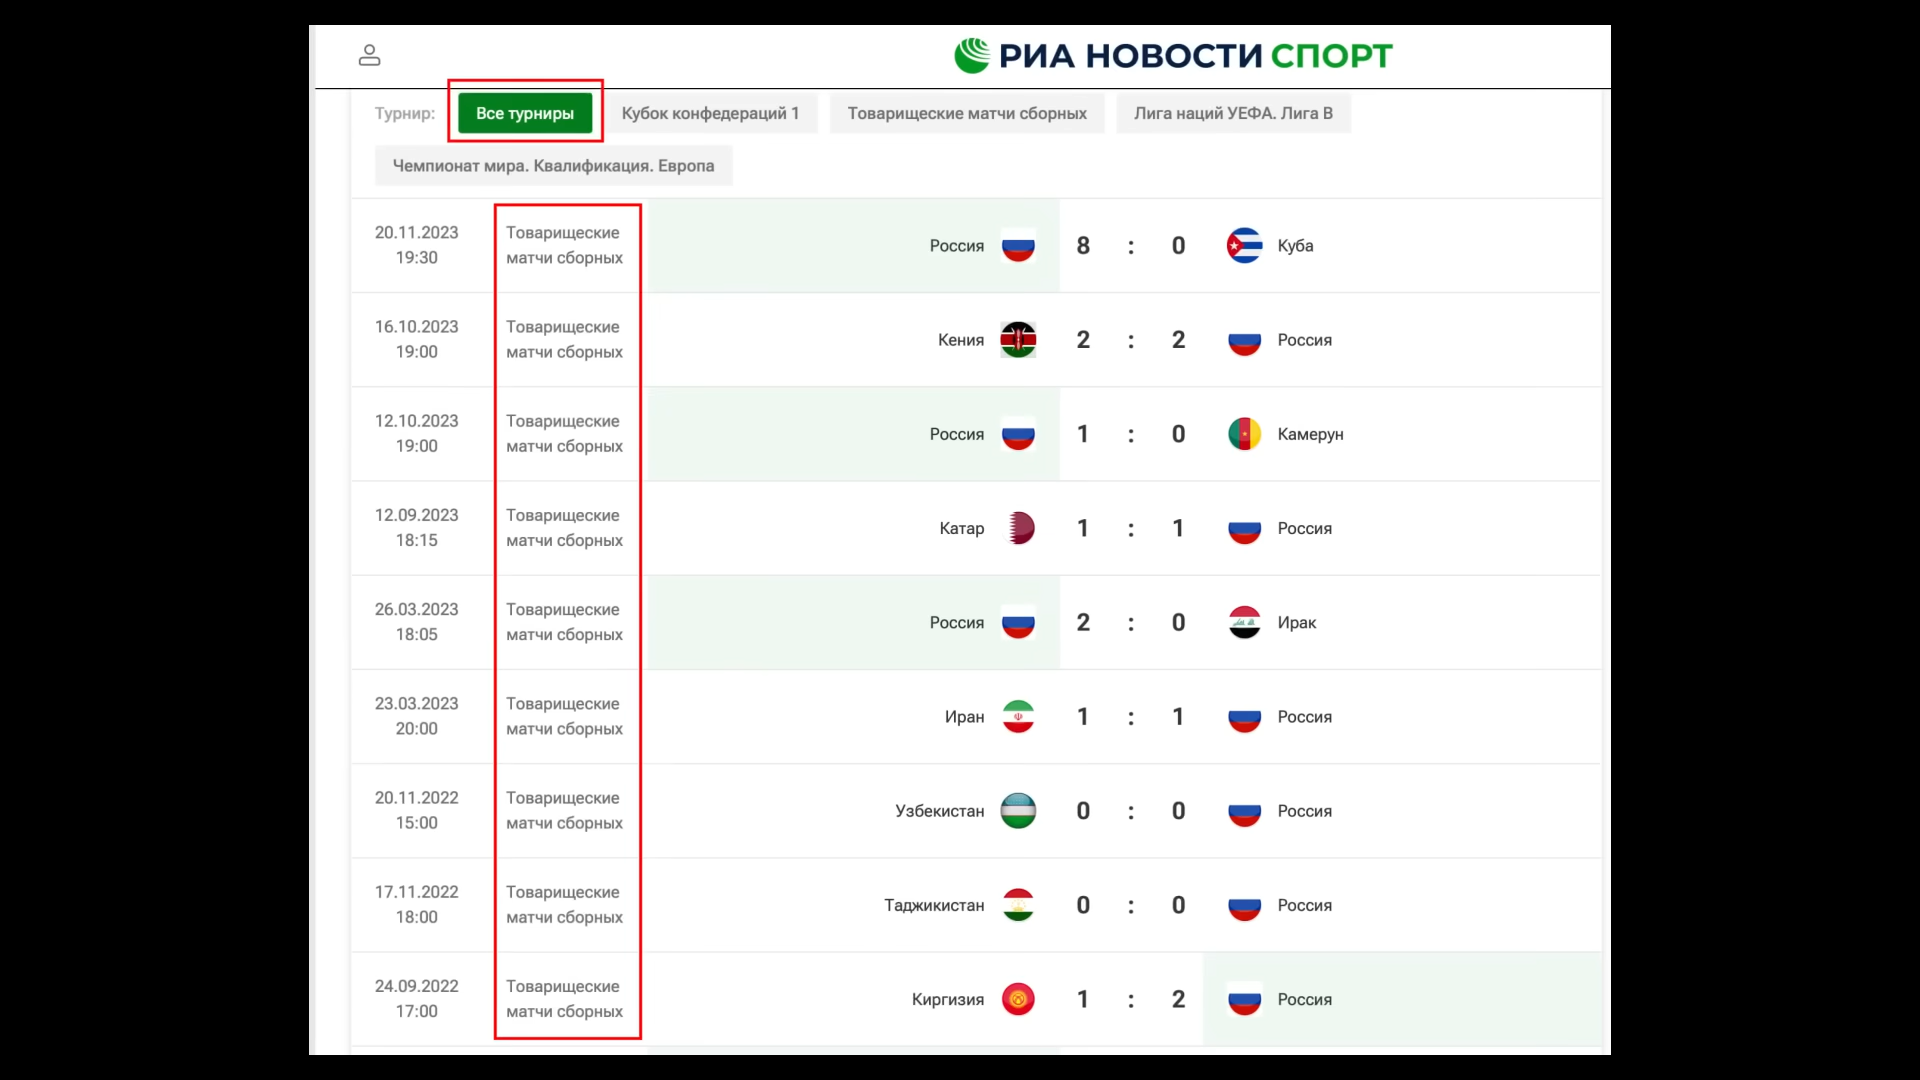 РИА НОВОСТИ СПОРТ
Турнир: Все турниры Кубок конфедераций 1 Товарищеские матчи сборных Лига наций УЕФА. Лига B
Чемпионат мира. Квалификация. Европа
20.11.2023 19:30 Товарищеские матчи сборных Россия 8 : 0 Куба
16.10.2023 19:00 Товарищеские матчи сборных Кения 2 : 2 Россия
12.10.2023 19:00 Товарищеские матчи сборных Россия 1 : 0 Камерун
12.09.2023 18:15 Товарищеские матчи сборных Катар 1 : 1 Россия
26.03.2023 18:05 Товарищеские матчи сборных Россия 2 : 0 Ирак
23.03.2023 20:00 Товарищеские матчи сборных Иран 1 : 1 Россия
20.11.2022 15:00 Товарищеские матчи сборных Узбекистан 0 : 0 Россия
17.11.2022 18:00 Товарищеские матчи сборных Таджикистан 0 : 0 Россия
24.09.2022 17:00 Товарищеские матчи сборных Киргизия 1 : 2 Россия